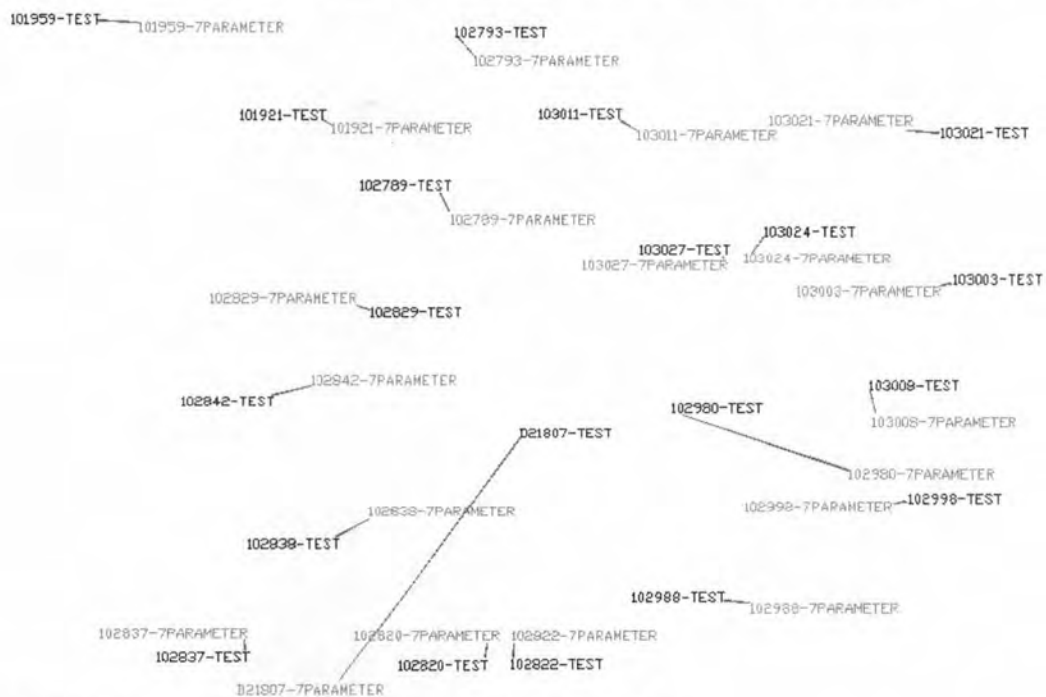 101959-TEST
101959-7PARAMETER
102793-TEST
102793-7PARAMETER
101921-TEST
101921-7PARAMETER
103011-TEST
103011-7PARAMETER
103021-7PARAMETER
103021-TEST
102789-TEST
102789-7PARAMETER
103027-TEST
103027-7PARAMETER
103024-TEST
103024-7PARAMETER
103003-TEST
103003-7PARAMETER
102829-7PARAMETER
102829-TEST
102842-7PARAMETER
102842-TEST
103008-TEST
103008-7PARAMETER
102980-TEST
102980-7PARAMETER
D21807-TEST
102998-TEST
102998-7PARAMETER
102838-7PARAMETER
102838-TEST
102988-TEST
102988-7PARAMETER
102837-7PARAMETER
102837-TEST
102820-7PARAMETER
102820-TEST
102822-7PARAMETER
102822-TEST
D21807-7PARAMETER